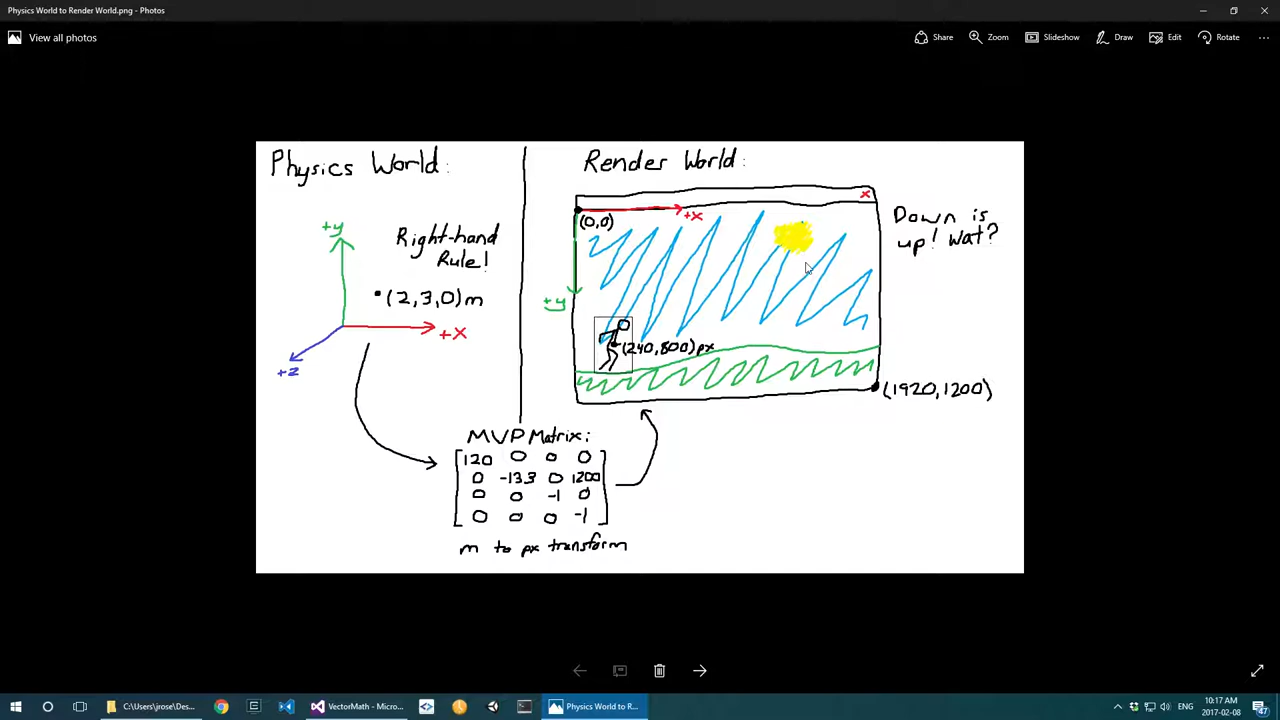 Physics World to Render World.png - Photos
View all photos
Share
Zoom
Slideshow
Draw
Edit
Rotate
Physics World:
Render World:
+y
Right-hand
Rule!
(2,3,0)m
+x
+z
x
(0,0)
+x
+y
Down is
up! Wat?
(240,800)px
(1920,1200)
MVP Matrix:
120 0 0 0
0 -133 0 1200
0 0 -1 0
0 0 0 -1
m to px transform
C:\users\jrose\Des...
VectorMath - Micro...
Physics World to R...
10:17 AM
2017-02-08
47